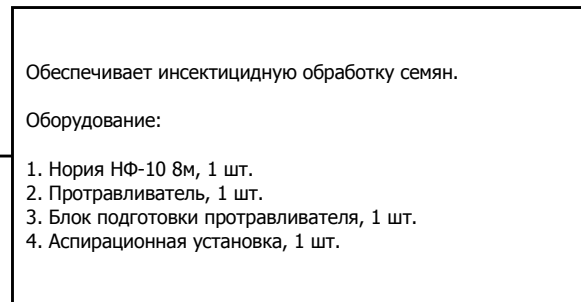 Обеспечивает инсектицидную обработку семян.
Оборудование:
1. Нория НФ-10 8м, 1 шт.
2. Протравливатель, 1 шт.
3. Блок подготовки протравливателя, 1 шт.
4. Аспирационная установка, 1 шт.